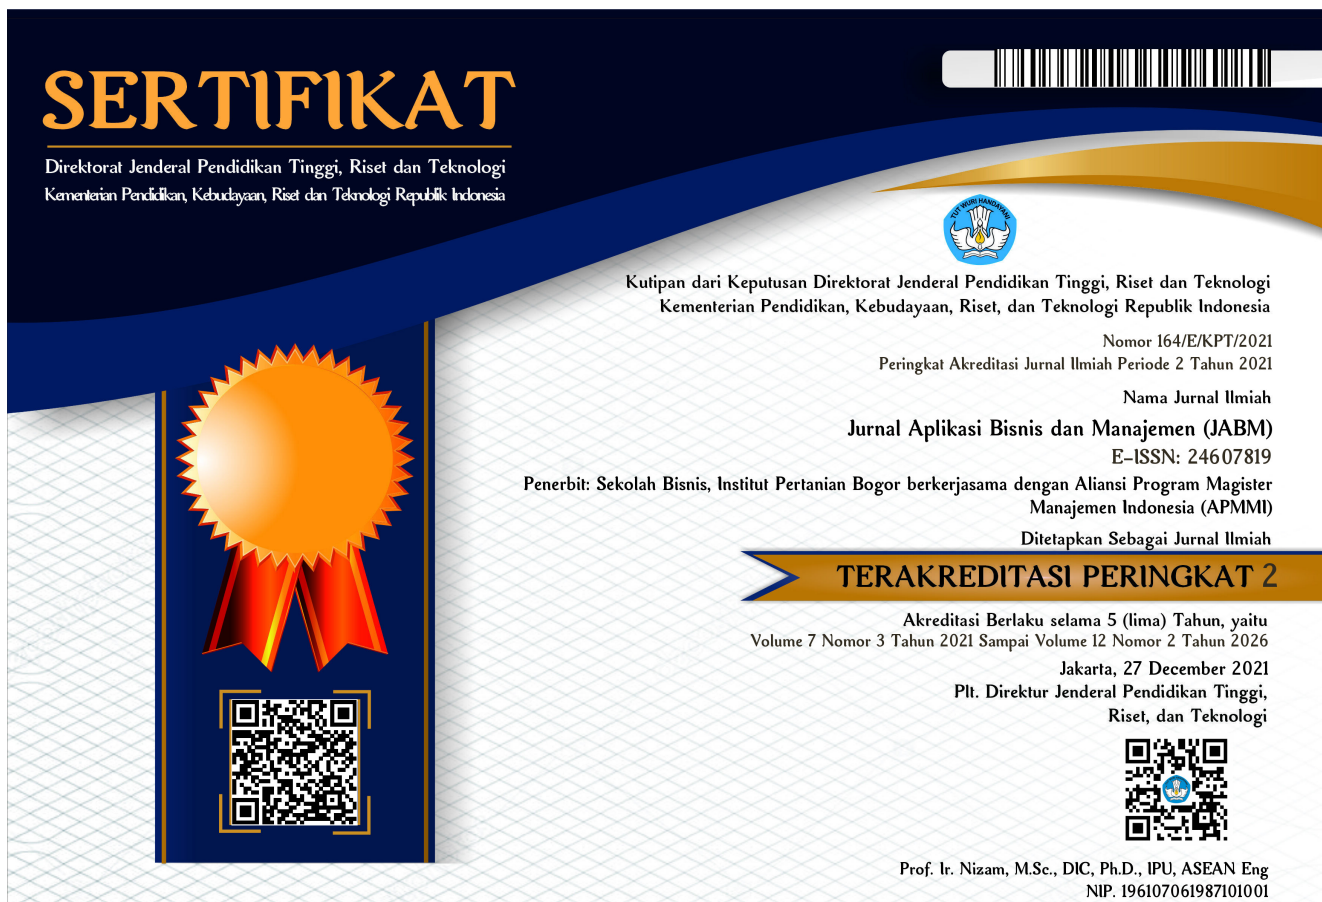 SERTIFIKAT
Direktorat Jenderal Pendidikan Tinggi, Riset dan Teknologi
Kementerian Pendidikan, Kebudayaan, Riset dan Teknologi Republik Indonesia
TUT WURI HANDAYANI
Kutipan dari Keputusan Direktorat Jenderal Pendidikan Tinggi, Riset dan Teknologi
Kementerian Pendidikan, Kebudayaan, Riset, dan Teknologi Republik Indonesia
Nomor 164/E/KPT/2021
Peringkat Akreditasi Jurnal Ilmiah Periode 2 Tahun 2021
Nama Jurnal Ilmiah
Jurnal Aplikasi Bisnis dan Manajemen (JABM)
E-ISSN: 24607819
Penerbit: Sekolah Bisnis, Institut Pertanian Bogor berkerjasama dengan Aliansi Program Magister
Manajemen Indonesia (APMMI)
Ditetapkan Sebagai Jurnal Ilmiah
TERAKREDITASI PERINGKAT 2
Akreditasi Berlaku selama 5 (lima) Tahun, yaitu
Volume 7 Nomor 3 Tahun 2021 Sampai Volume 12 Nomor 2 Tahun 2026
Jakarta, 27 December 2021
Plt. Direktur Jenderal Pendidikan Tinggi,
Riset, dan Teknologi
Prof. Ir. Nizam, M.Sc., DIC, Ph.D., IPU, ASEAN Eng
NIP. 196107061987101001